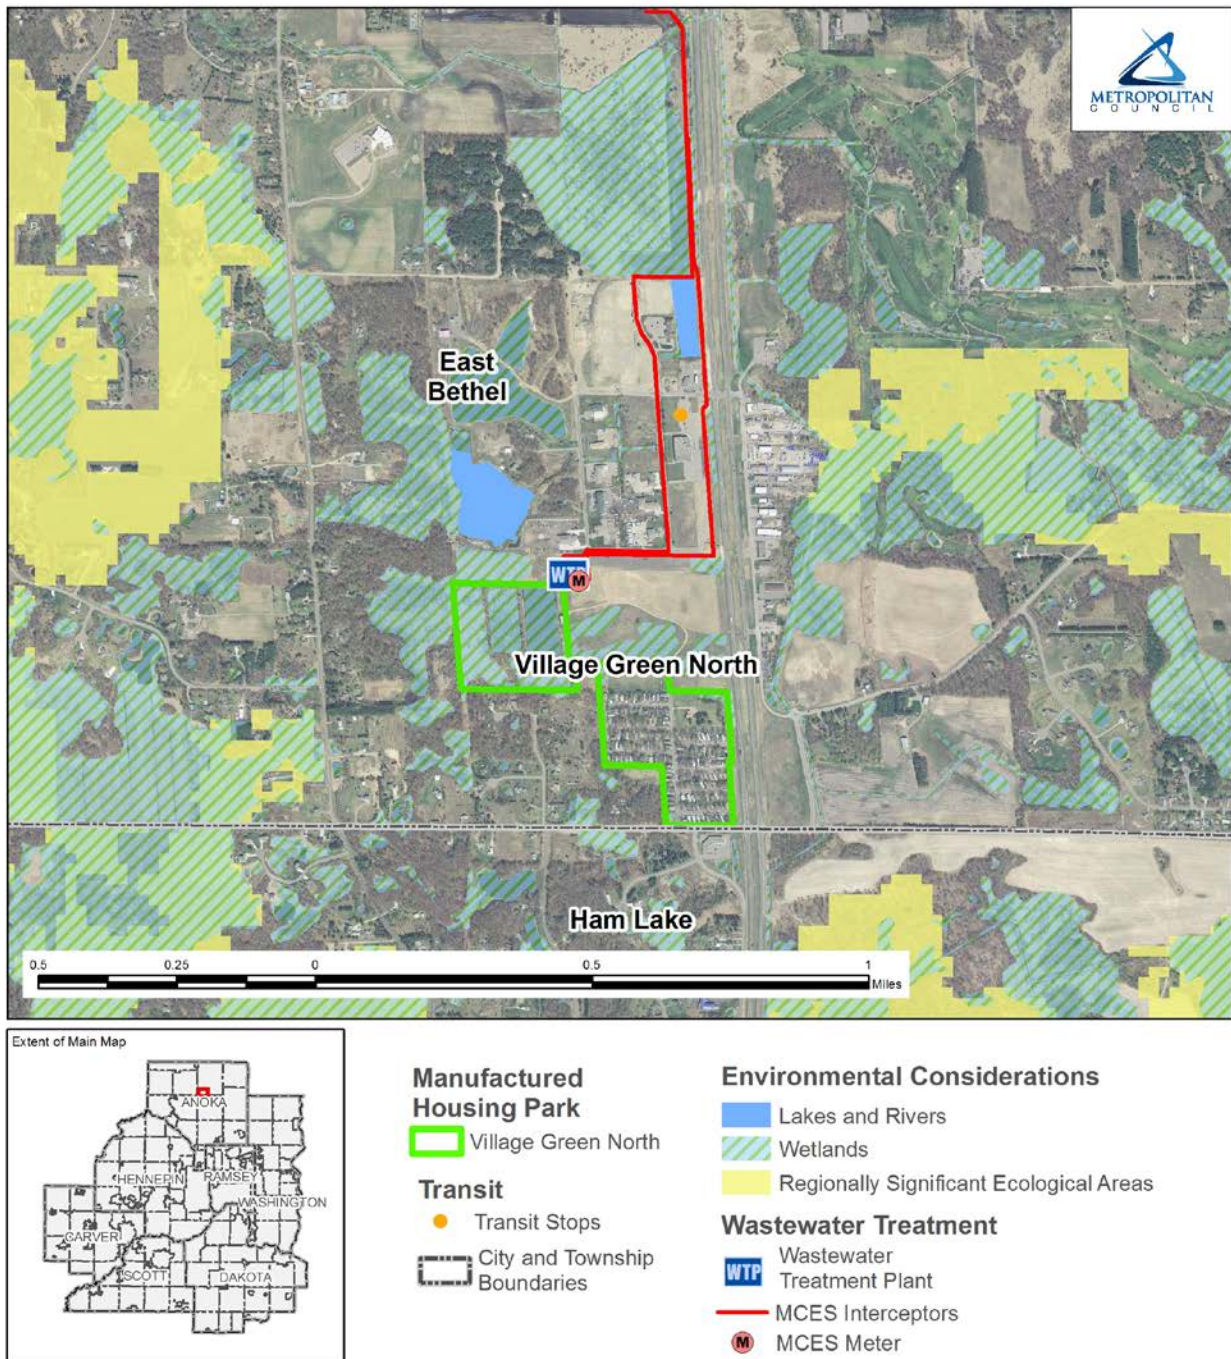 METROPOLITAN
COUNCIL
East
Bethel
WTP
M
Village Green North
Ham Lake
0.5 0.25 0 0.5 1
Miles
Extent of Main Map
ANOKA
HENNEPIN
RAMSEY
WASHINGTON
CARVER
SCOTT
DAKOTA
Manufactured
Housing Park
Village Green North
Transit
Transit Stops
City and Township
Boundaries
Environmental Considerations
Lakes and Rivers
Wetlands
Regionally Significant Ecological Areas
Wastewater Treatment
WTP
Wastewater
Treatment Plant
MCES Interceptors
M
MCES Meter